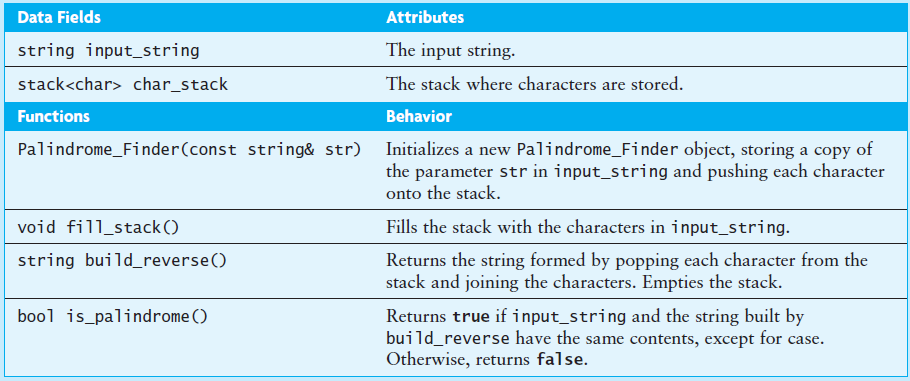 Data Fields Attributes
string input_string The input string.
stack<char> char_stack The stack where characters are stored.
Functions Behavior
Palindrome_Finder(const string& str) Initializes a new Palindrome_Finder object, storing a copy of
the parameter str in input_string and pushing each character
onto the stack.
void fill_stack() Fills the stack with the characters in input_string.
string build_reverse() Returns the string formed by popping each character from the
stack and joining the characters. Empties the stack.
bool is_palindrome() Returns true if input_string and the string built by
build_reverse have the same contents, except for case.
Otherwise, returns false.